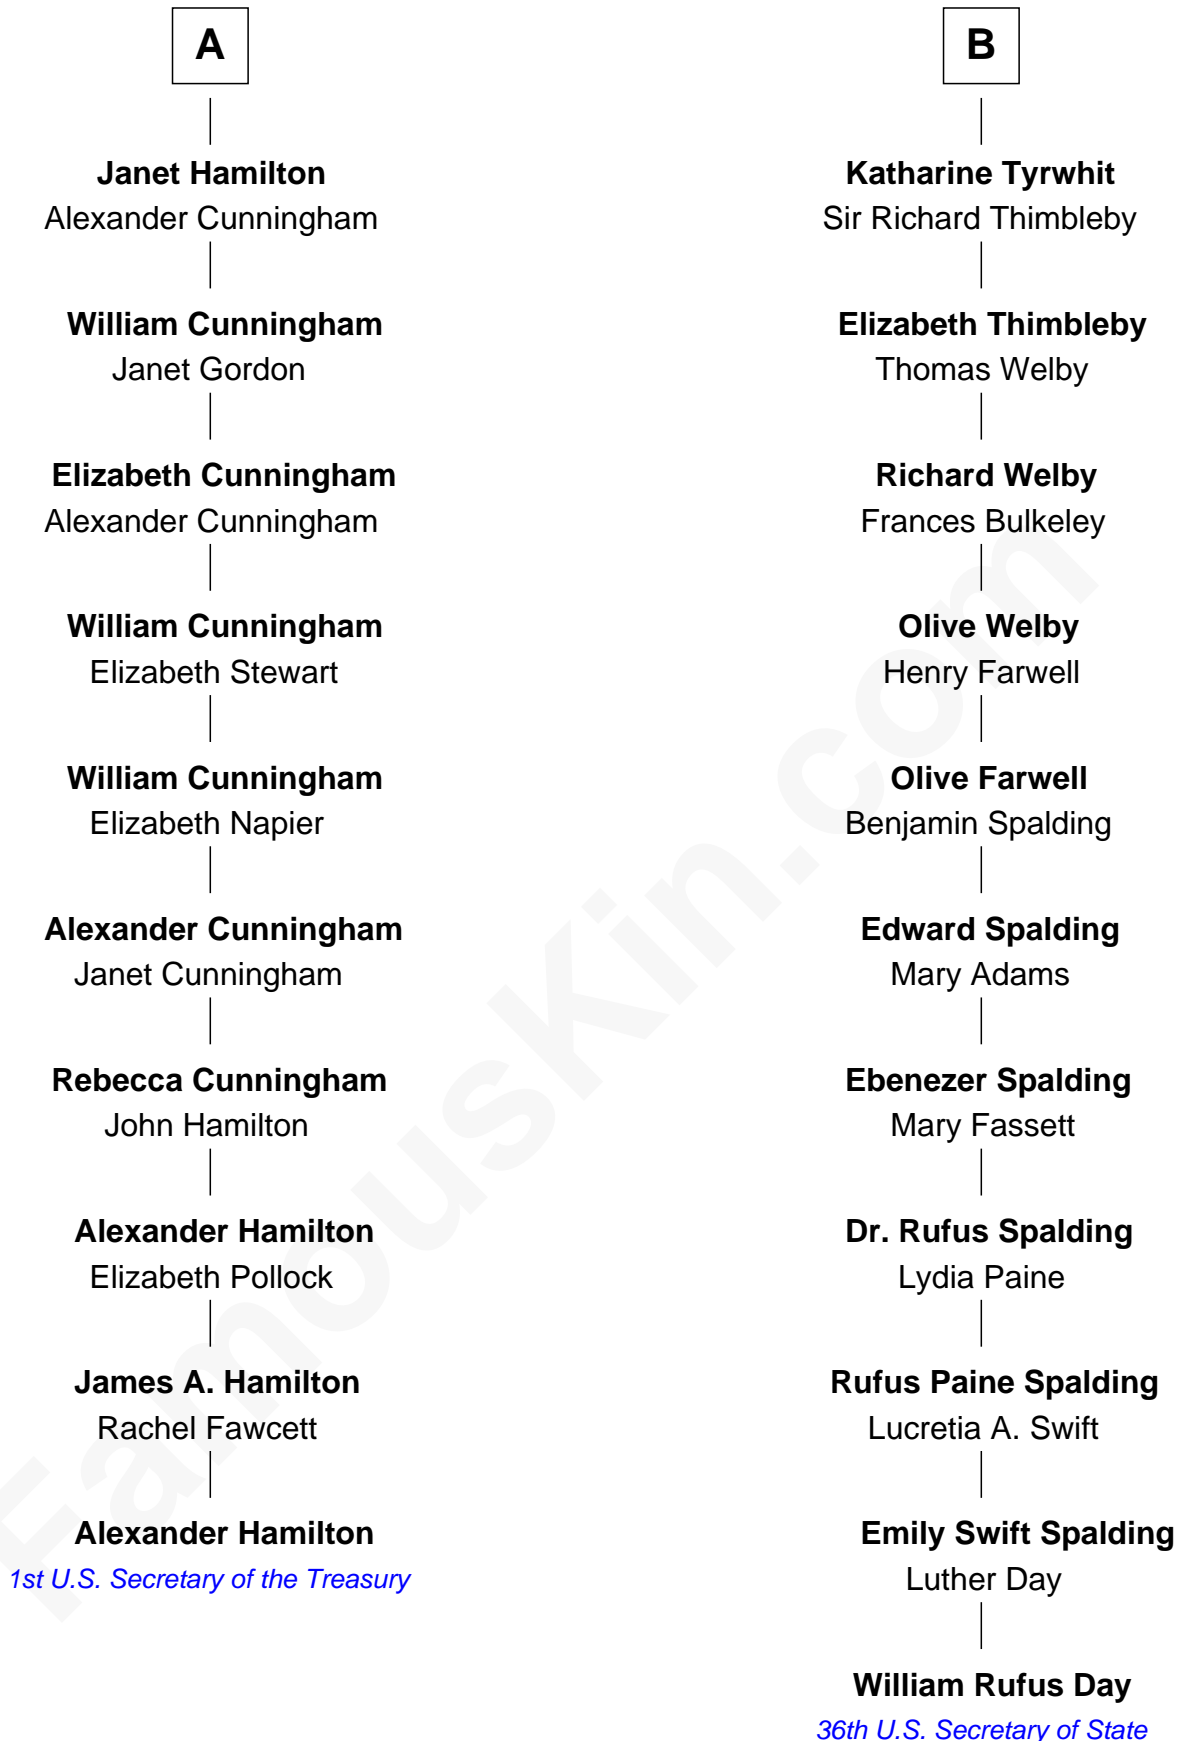 A
Janet Hamilton
Alexander Cunningham
William Cunningham
Janet Gordon
Elizabeth Cunningham
Alexander Cunningham
William Cunningham
Elizabeth Stewart
William Cunningham
Elizabeth Napier
Alexander Cunningham
Janet Cunningham
Rebecca Cunningham
John Hamilton
Alexander Hamilton
Elizabeth Pollock
James A. Hamilton
Rachel Fawcett
Alexander Hamilton
1st U.S. Secretary of the Treasury
B
Katharine Tyrwhit
Sir Richard Thimbleby
Elizabeth Thimbleby
Thomas Welby
Richard Welby
Frances Bulkeley
Olive Welby
Henry Farwell
Olive Farwell
Benjamin Spalding
Edward Spalding
Mary Adams
Ebenezer Spalding
Mary Fassett
Dr. Rufus Spalding
Lydia Paine
Rufus Paine Spalding
Lucretia A. Swift
Emily Swift Spalding
Luther Day
William Rufus Day
36th U.S. Secretary of State
FamousKin.com